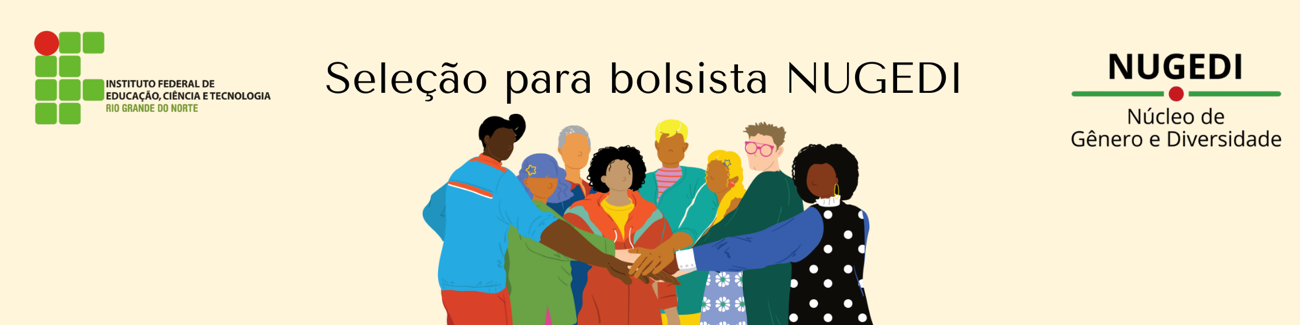 INSTITUTO FEDERAL DE
EDUCAÇÃO, CIÊNCIA E TECNOLOGIA
RIO GRANDE DO NORTE
Seleção para bolsista NUGEDI
NUGEDI
Núcleo de
Gênero e Diversidade